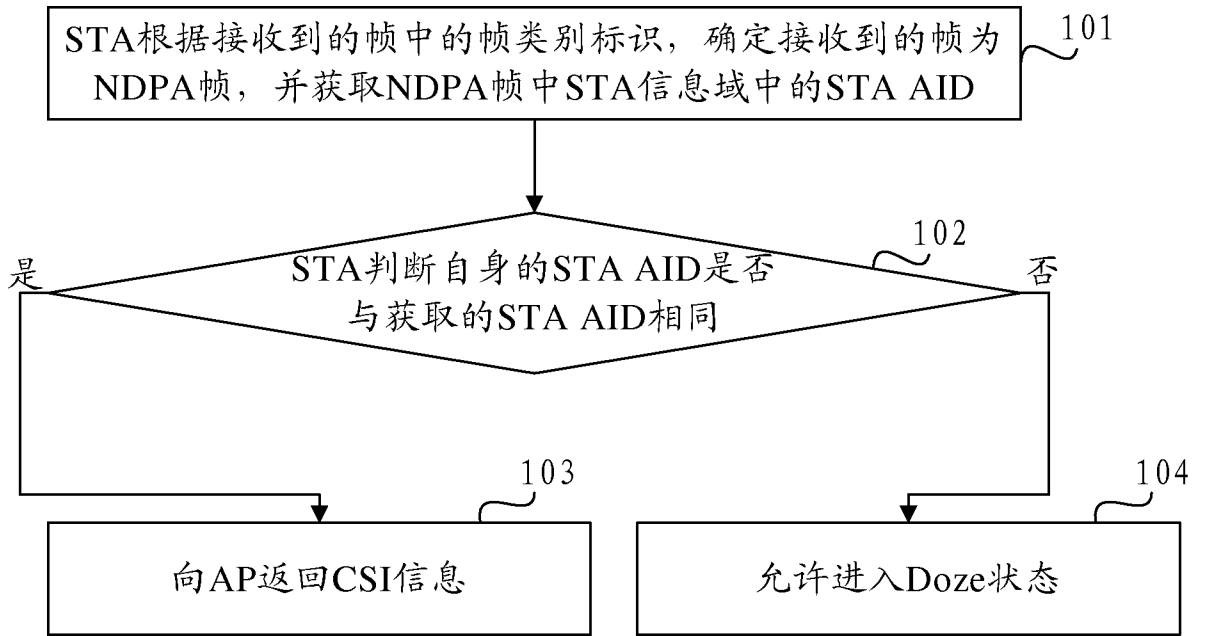 STA根据接收到的帧中的帧类别标识，确定接收到的帧为
NDPA帧，并获取NDPA帧中STA信息域中的STA AID
101
102
STA判断自身的STA AID是否
与获取的STA AID相同
是
否
103
104
向AP返回CSI信息
允许进入Doze状态